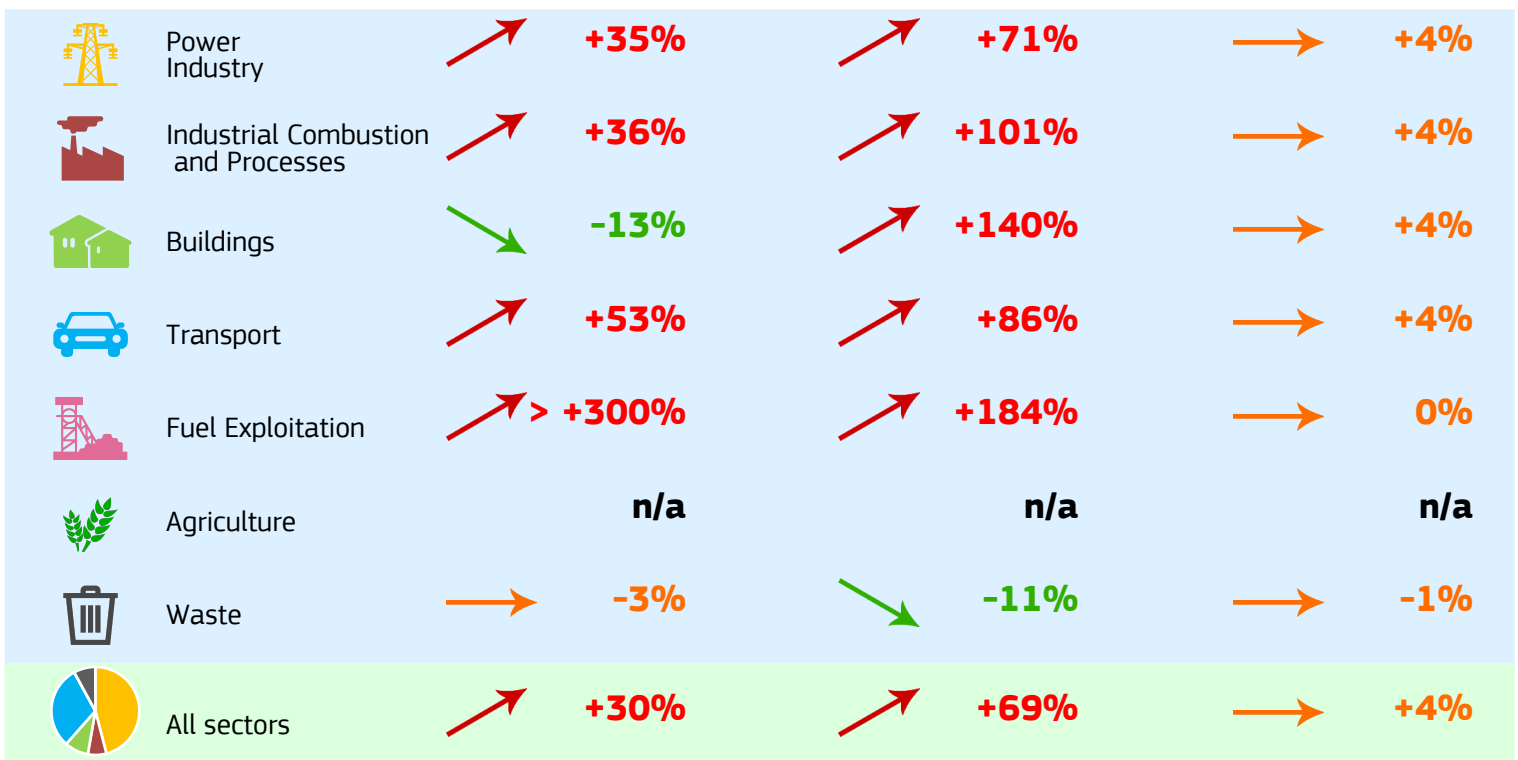 Power
Industry
+35%
+71%
+4%
Industrial Combustion
and Processes
+36%
+101%
+4%
Buildings
-13%
+140%
+4%
Transport
+53%
+86%
+4%
Fuel Exploitation
> +300%
+184%
0%
Agriculture
n/a
n/a
n/a
Waste
-3%
-11%
-1%
All sectors
+30%
+69%
+4%